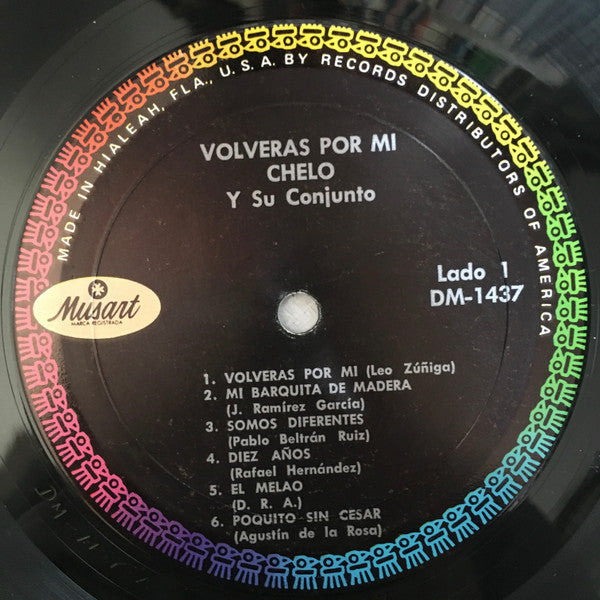 MADE IN HIALEAH, FLA., U.S.A. BY RECORDS DISTRIBUTORS OF AMERICA
VOLVERAS POR MI
CHELO
Y Su Conjunto
Lado 1
DM-1437
Musart
MARCA REGISTRADA
1. VOLVERAS POR MI (Leo Zúñiga)
2. MI BARQUITA DE MADERA
(J. Ramírez García)
3. SOMOS DIFERENTES
(Pablo Beltrán Ruiz)
4. DIEZ AÑOS
(Rafael Hernández)
5. EL MELAO
(D. R. A.)
6. POQUITO SIN CESAR
(Agustín de la Rosa)
DM